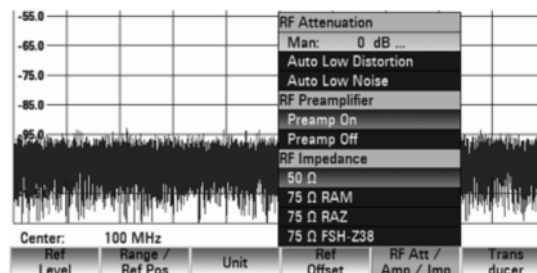 -55.0
-65.0
-75.0
-85.0
-95.0
RF Attenuation
Man: 0 dB ...
Auto Low Distortion
Auto Low Noise
RF Preamplifier
Preamp On
Preamp Off
RF Impedance
50 Ω
75 Ω RAM
75 Ω RAZ
75 Ω FSH-Z38
Center: 100 MHz
Ref Level
Range / Ref Pos
Unit
Ref Offset
RF Att / Amp / Imp
Trans ducer